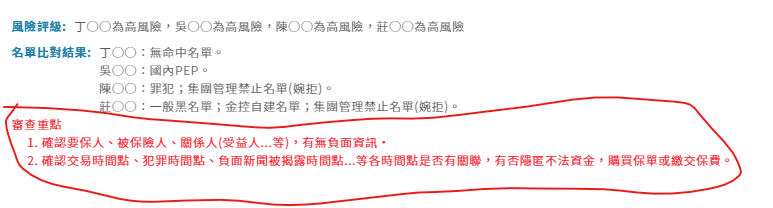 風險評級: 丁〇〇為高風險，吳〇〇為高風險，陳〇〇為高風險，莊〇〇為高風險
名單比對結果: 丁〇〇：無命中名單。
吳〇〇：國內PEP。
陳〇〇：罪犯；集團管理禁止名單(婉拒)。
莊〇〇：一般黑名單；金控自建名單；集團管理禁止名單(婉拒)。
審查重點
1. 確認要保人、被保險人、關係人(受益人...等)，有無負面資訊。
2. 確認交易時間點、犯罪時間點、負面新聞被揭露時間點...等各時間點是否有關聯，有否隱匿不法資金，購買保單或繳交保費。